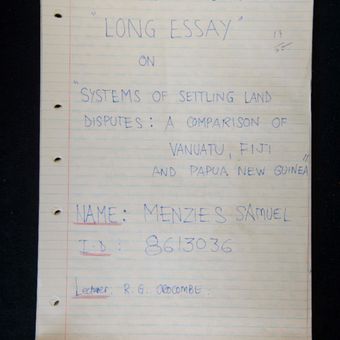 "LONG ESSAY"
ON
"SYSTEMS OF SETTLING LAND
DISPUTES: A COMPARISON OF
VANUATU, FIJI
AND PAPUA NEW GUINEA"
NAME: MENZIES SAMUEL
I.D: 8613036
Lecturer: R.G. CROCOMBE.